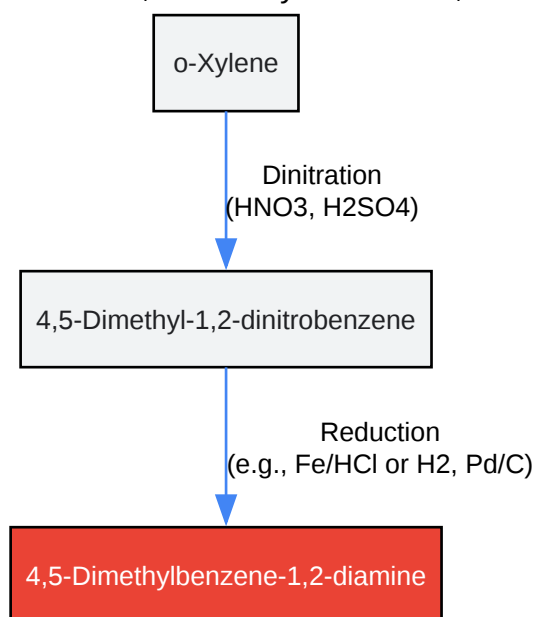 o-Xylene
Dinitration
(HNO3, H2SO4)
4,5-Dimethyl-1,2-dinitrobenzene
Reduction
(e.g., Fe/HCl or H2, Pd/C)
4,5-Dimethylbenzene-1,2-diamine